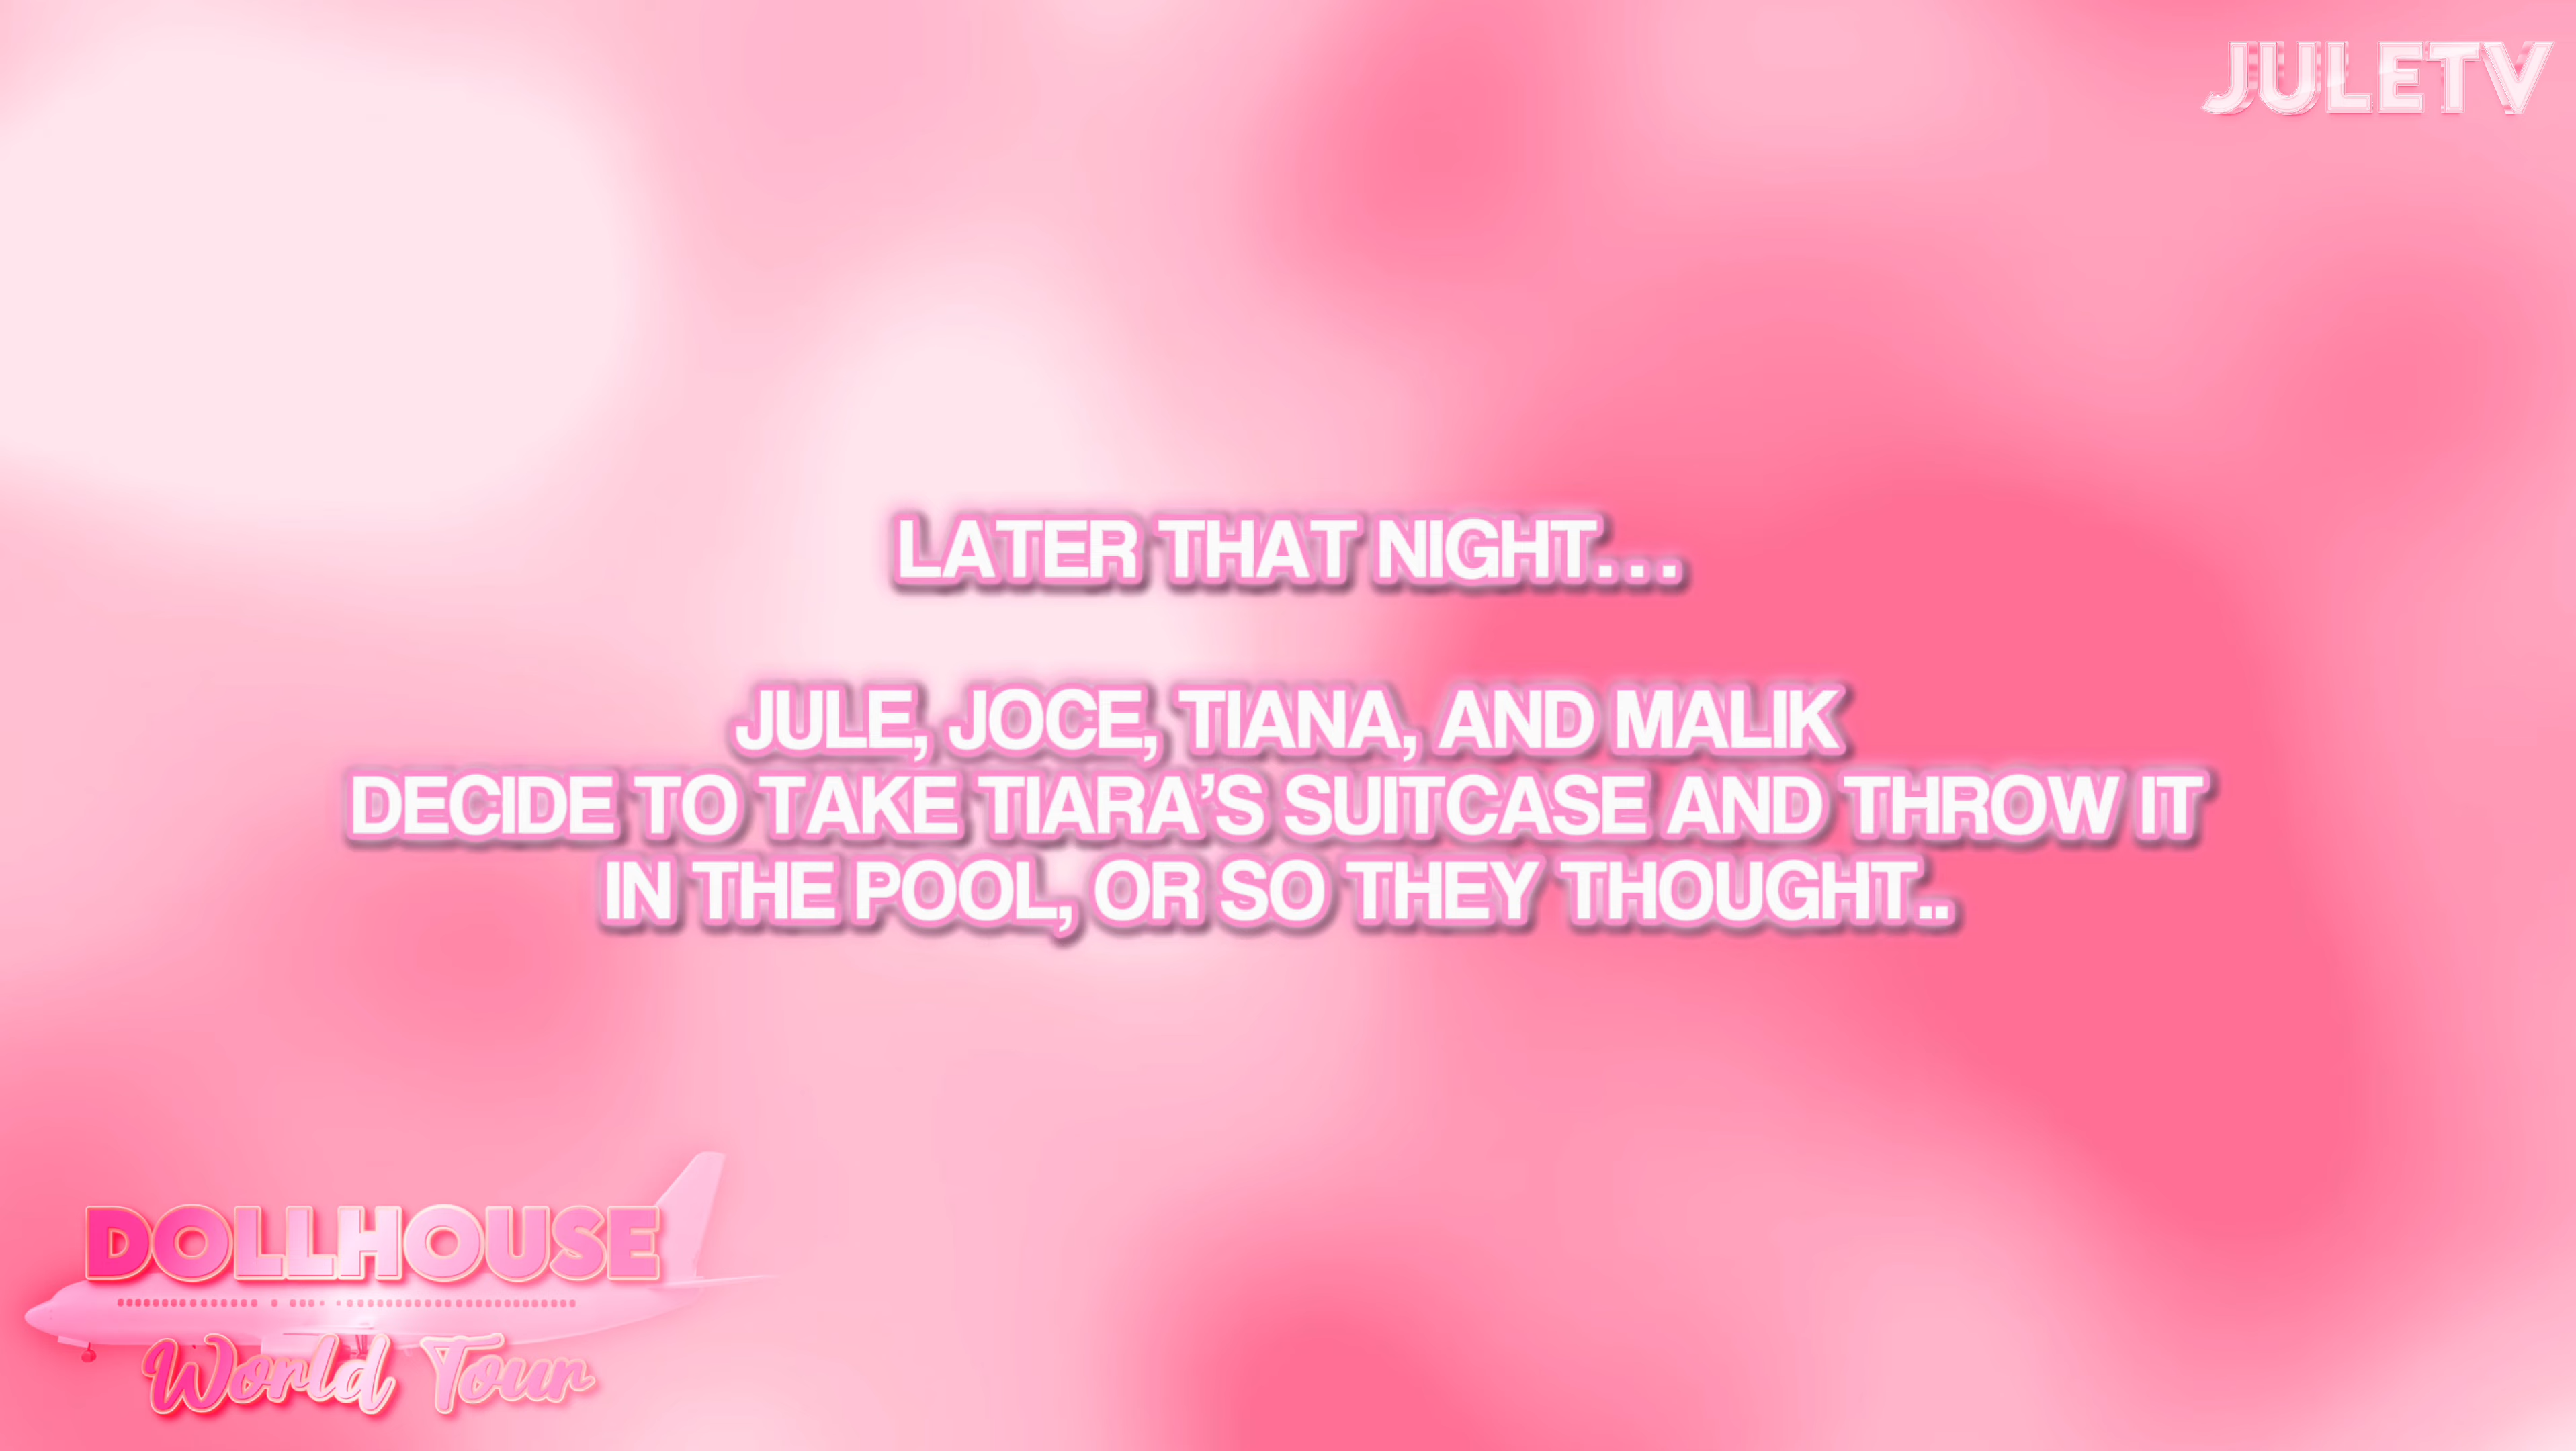 JULETV
LATER THAT NIGHT...
JULE, JOCE, TIANA, AND MALIK
DECIDE TO TAKE TIARA’S SUITCASE AND THROW IT
IN THE POOL, OR SO THEY THOUGHT..
DOLLHOUSE
World Tour